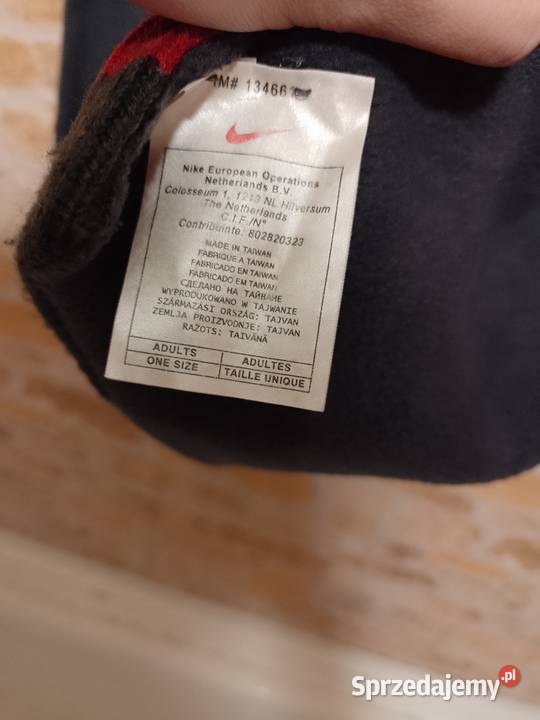 13466
Nike European Operations
Netherlands B.V.
Colosseum 1, 1213 NL Hilversum
The Netherlands
C.I.F./N°
Contribuinte. 802820323
MADE IN TAIWAN
FABRIQUE A TAIWAN
FABRICADO EN TAIWAN
FABRICADO EM TAIWAN
СДЕЛАНО НА ТАЙВАНЕ
WYPRODUKOWANO W TAJWANIE
SZÁRMAZÁSI ORSZÁG: TAJVAN
ZEMLJA PROIZVODNJE: TAJVAN
RAŽOTS: TAIVĀNĀ
ADULTS ADULTES
ONE SIZE TAILLE UNIQUE
Sprzedajemy.pl